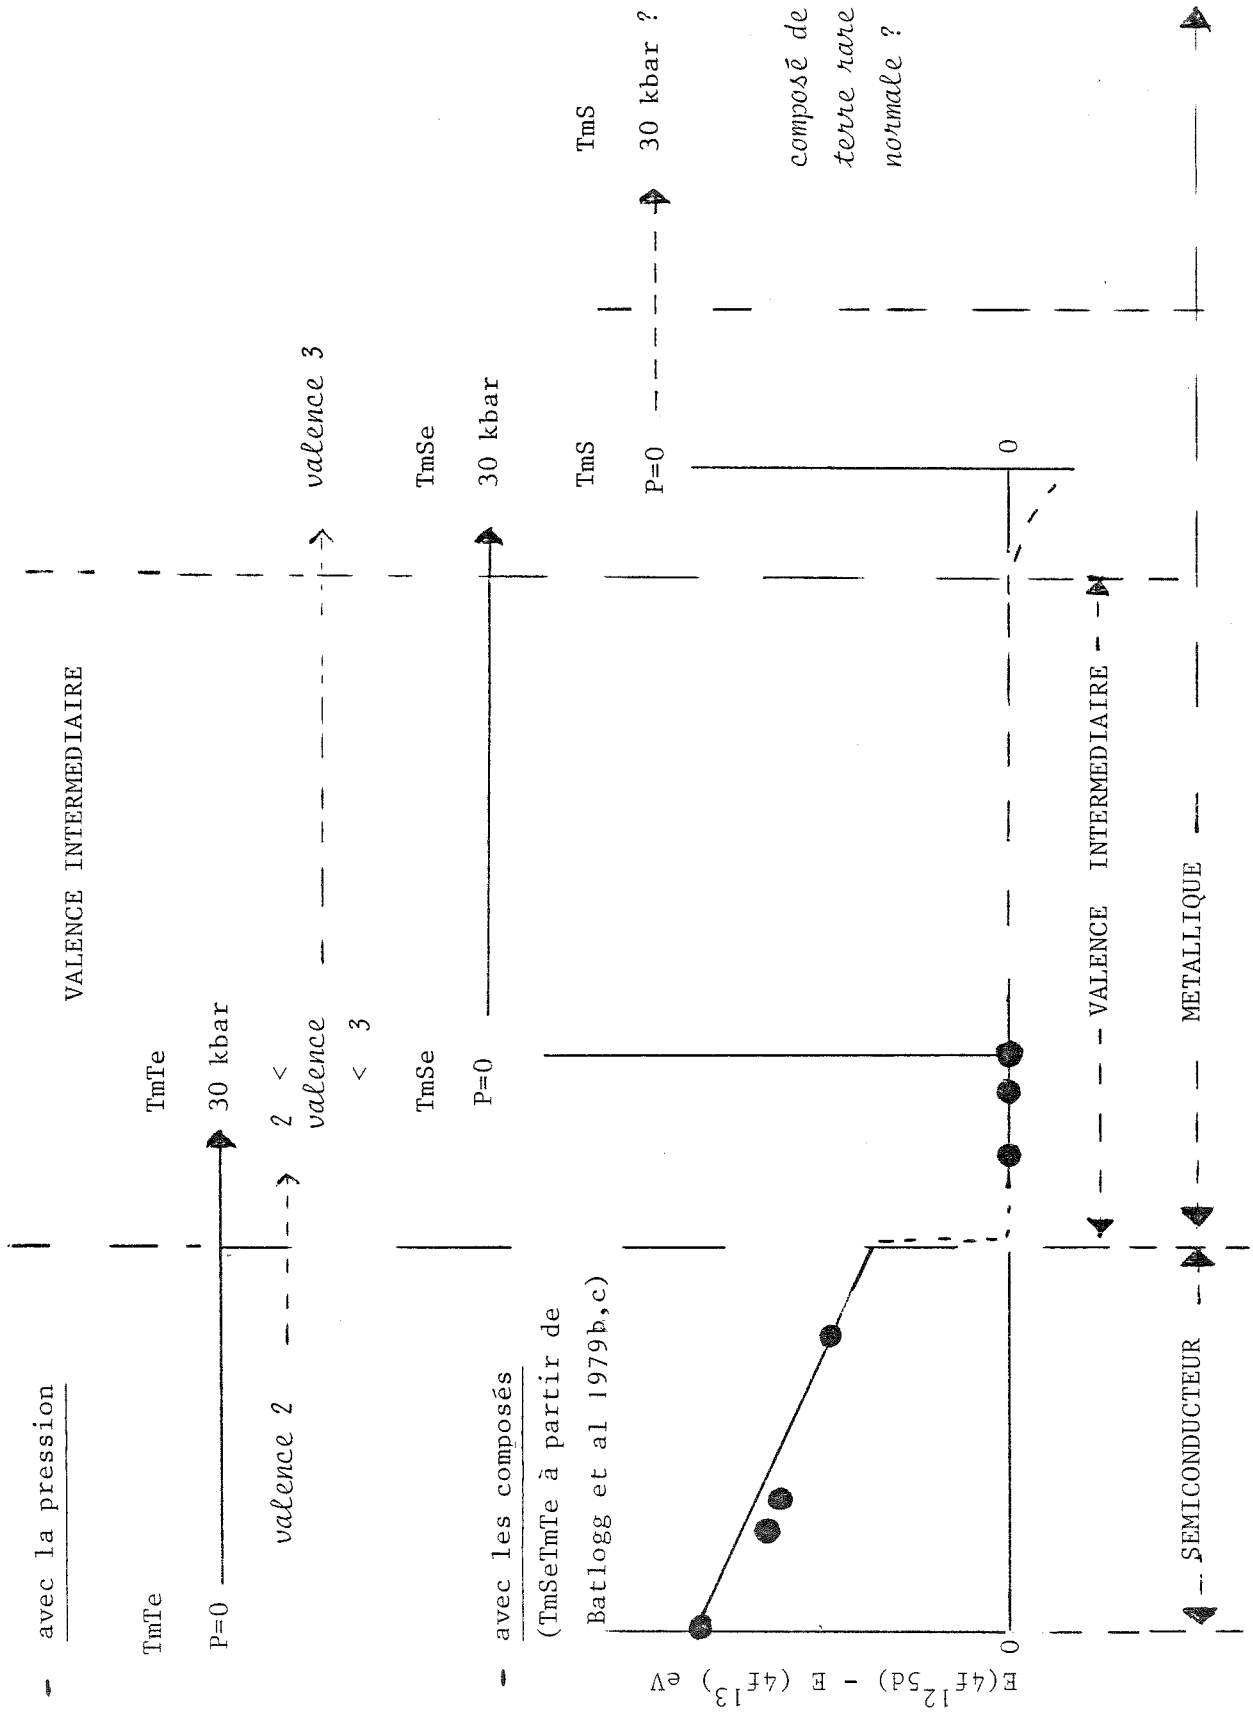 - avec la pression
VALENCE INTERMEDIAIRE
TmTe
TmTe
P=0
30 kbar
valence 2
2 <
valence
< 3
valence 3
TmSe
TmSe
P=0
30 kbar
- avec les composés
(TmSeTmTe à partir de
Batlogg et al 1979b,c)
TmS
TmS
P=0
30 kbar ?
composé de
terre rare
normale ?
E(4f¹²5d) - E (4f¹³) eV
0
0
VALENCE INTERMEDIAIRE
SEMICONDUCTEUR
METALLIQUE